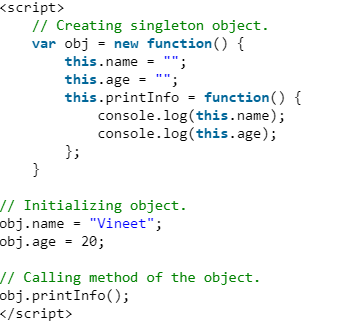 <script>
    // Creating singleton object.
    var obj = new function() {
        this.name = "";
        this.age = "";
        this.printInfo = function() {
            console.log(this.name);
            console.log(this.age);
        };
    }

// Initializing object.
obj.name = "Vineet";
obj.age = 20;

// Calling method of the object.
obj.printInfo();
</script>